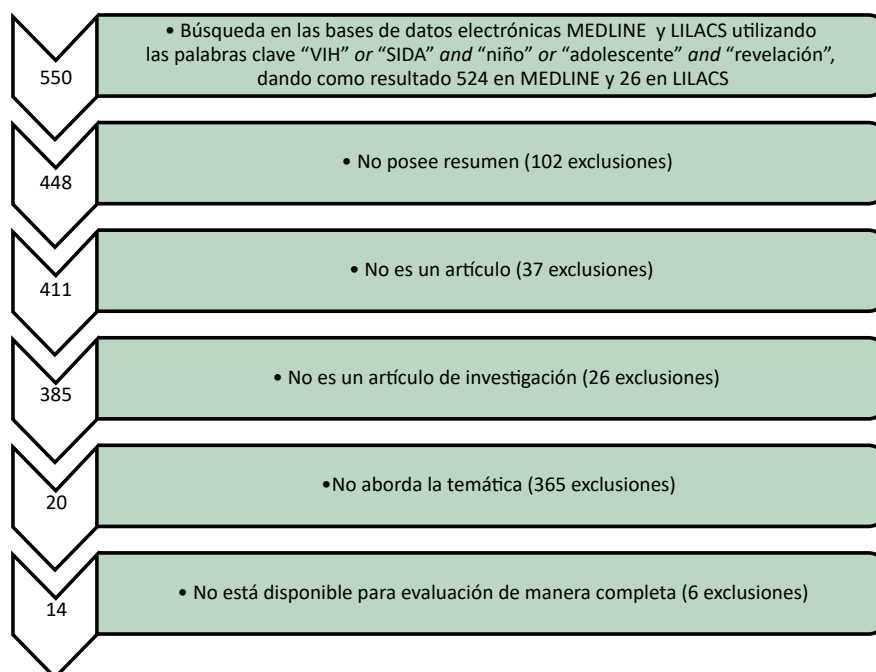 550
• Búsqueda en las bases de datos electrónicas MEDLINE y LILACS utilizando
las palabras clave “VIH” or “SIDA” and “niño” or “adolescente” and “revelación”,
dando como resultado 524 en MEDLINE y 26 en LILACS
448
• No posee resumen (102 exclusiones)
411
• No es un artículo (37 exclusiones)
385
• No es un artículo de investigación (26 exclusiones)
20
•No aborda la temática (365 exclusiones)
14
• No está disponible para evaluación de manera completa (6 exclusiones)